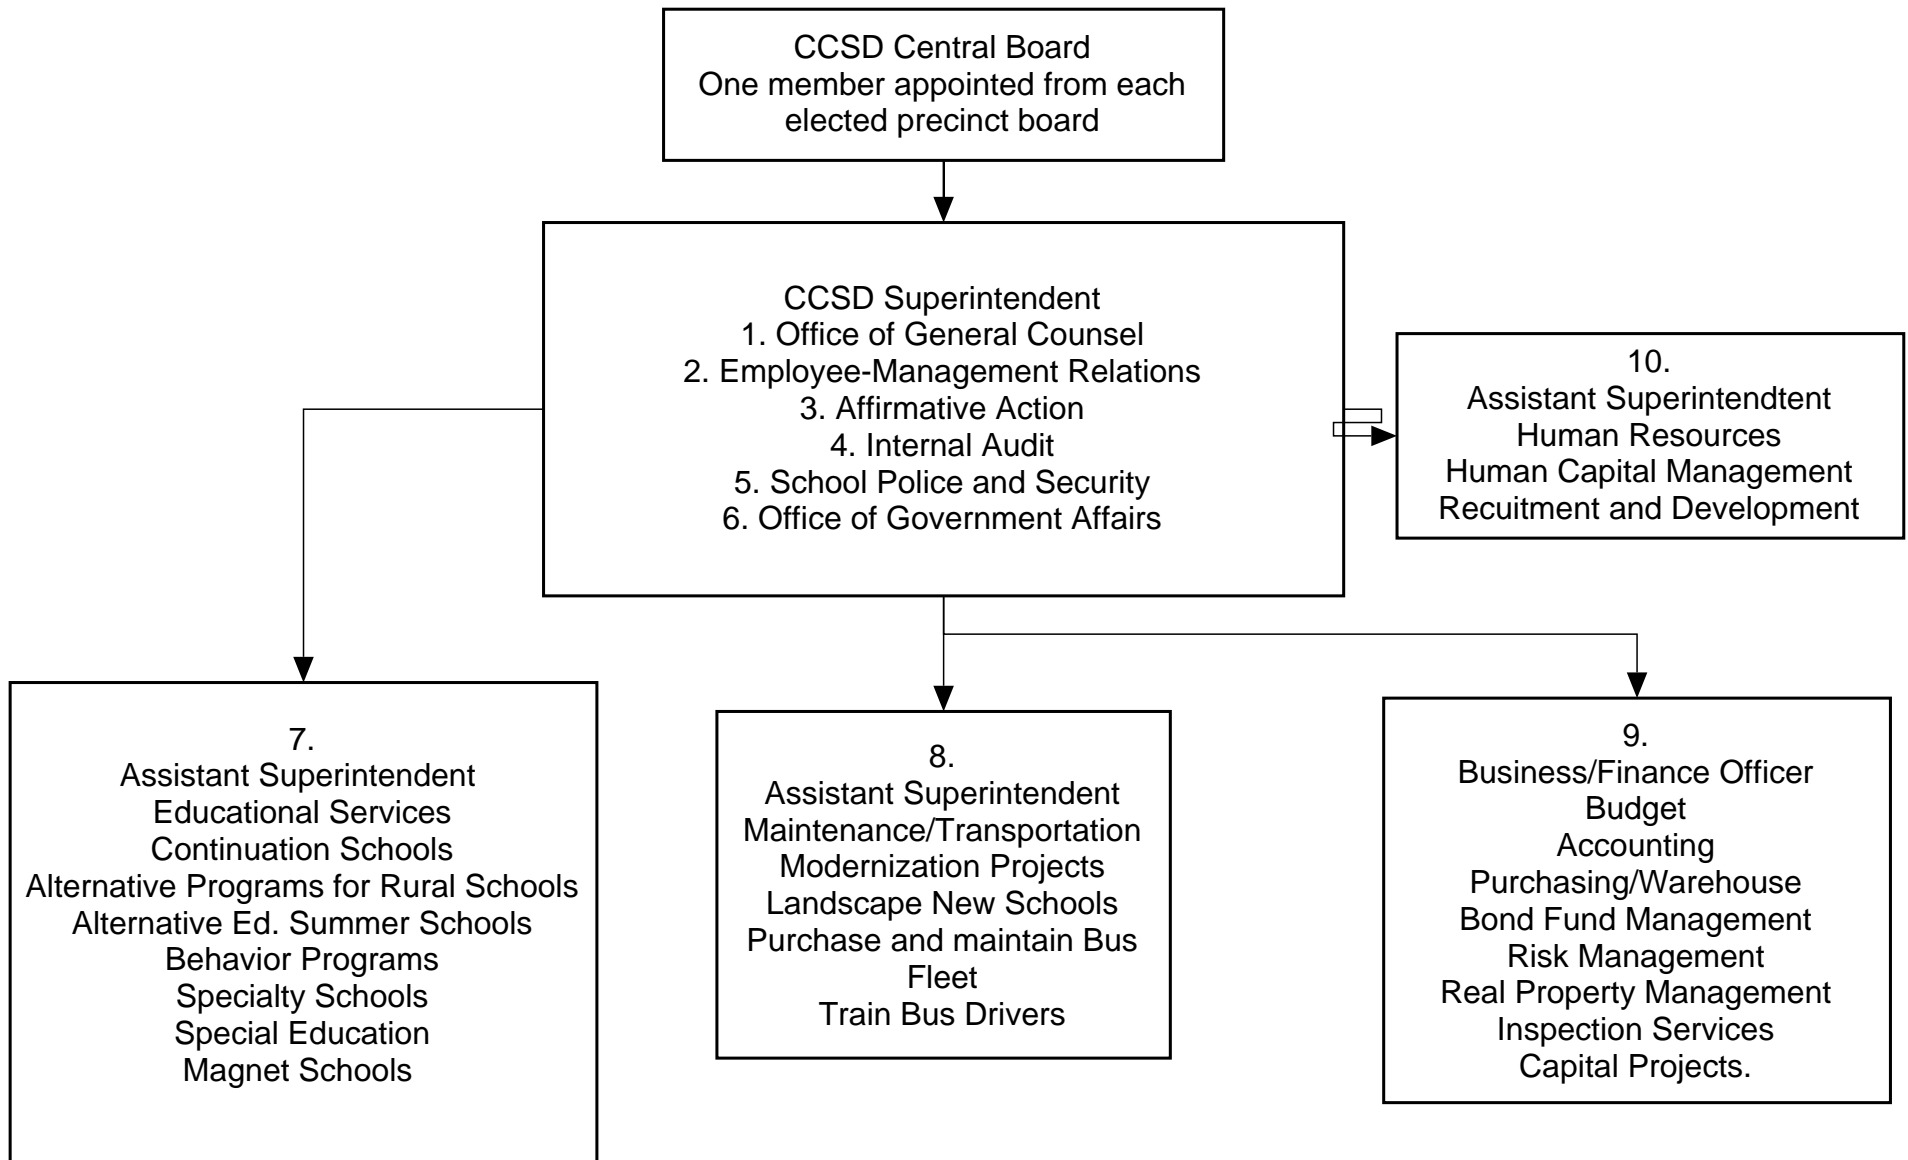 CCSD Central Board
One member appointed from each
elected precinct board
CCSD Superintendent
1. Office of General Counsel
2. Employee-Management Relations
3. Affirmative Action
4. Internal Audit
5. School Police and Security
6. Office of Government Affairs
10.
Assistant Superintendtent
Human Resources
Human Capital Management
Recuitment and Development
7.
Assistant Superintendent
Educational Services
Continuation Schools
Alternative Programs for Rural Schools
Alternative Ed. Summer Schools
Behavior Programs
Specialty Schools
Special Education
Magnet Schools
8.
Assistant Superintendent
Maintenance/Transportation
Modernization Projects
Landscape New Schools
Purchase and maintain Bus
Fleet
Train Bus Drivers
9.
Business/Finance Officer
Budget
Accounting
Purchasing/Warehouse
Bond Fund Management
Risk Management
Real Property Management
Inspection Services
Capital Projects.